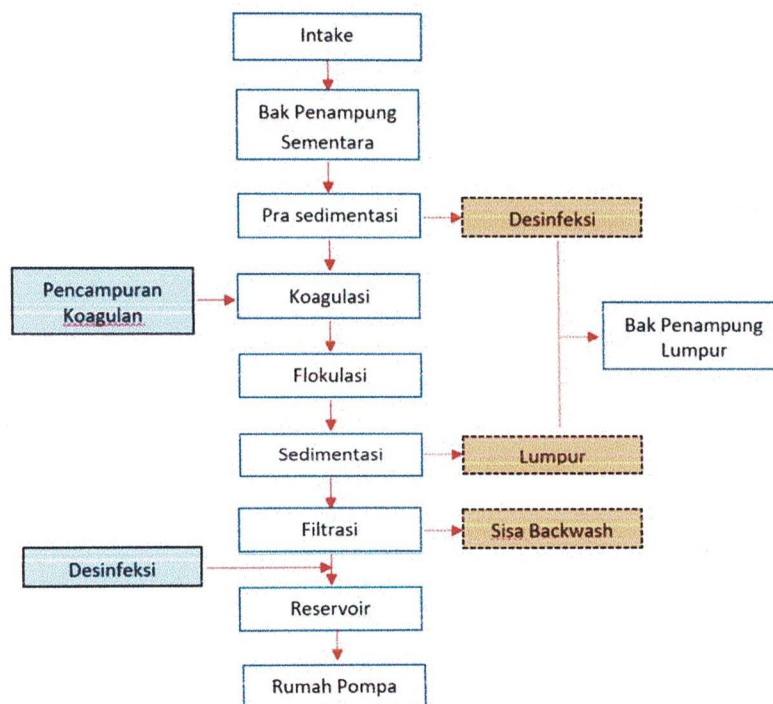 Intake
Bak Penampung
Sementara
Pra sedimentasi
Desinfeksi
Pencampuran
Koagulan
Koagulasi
Bak Penampung
Lumpur
Flokulasi
Sedimentasi
Lumpur
Filtrasi
Sisa Backwash
Desinfeksi
Reservoir
Rumah Pompa